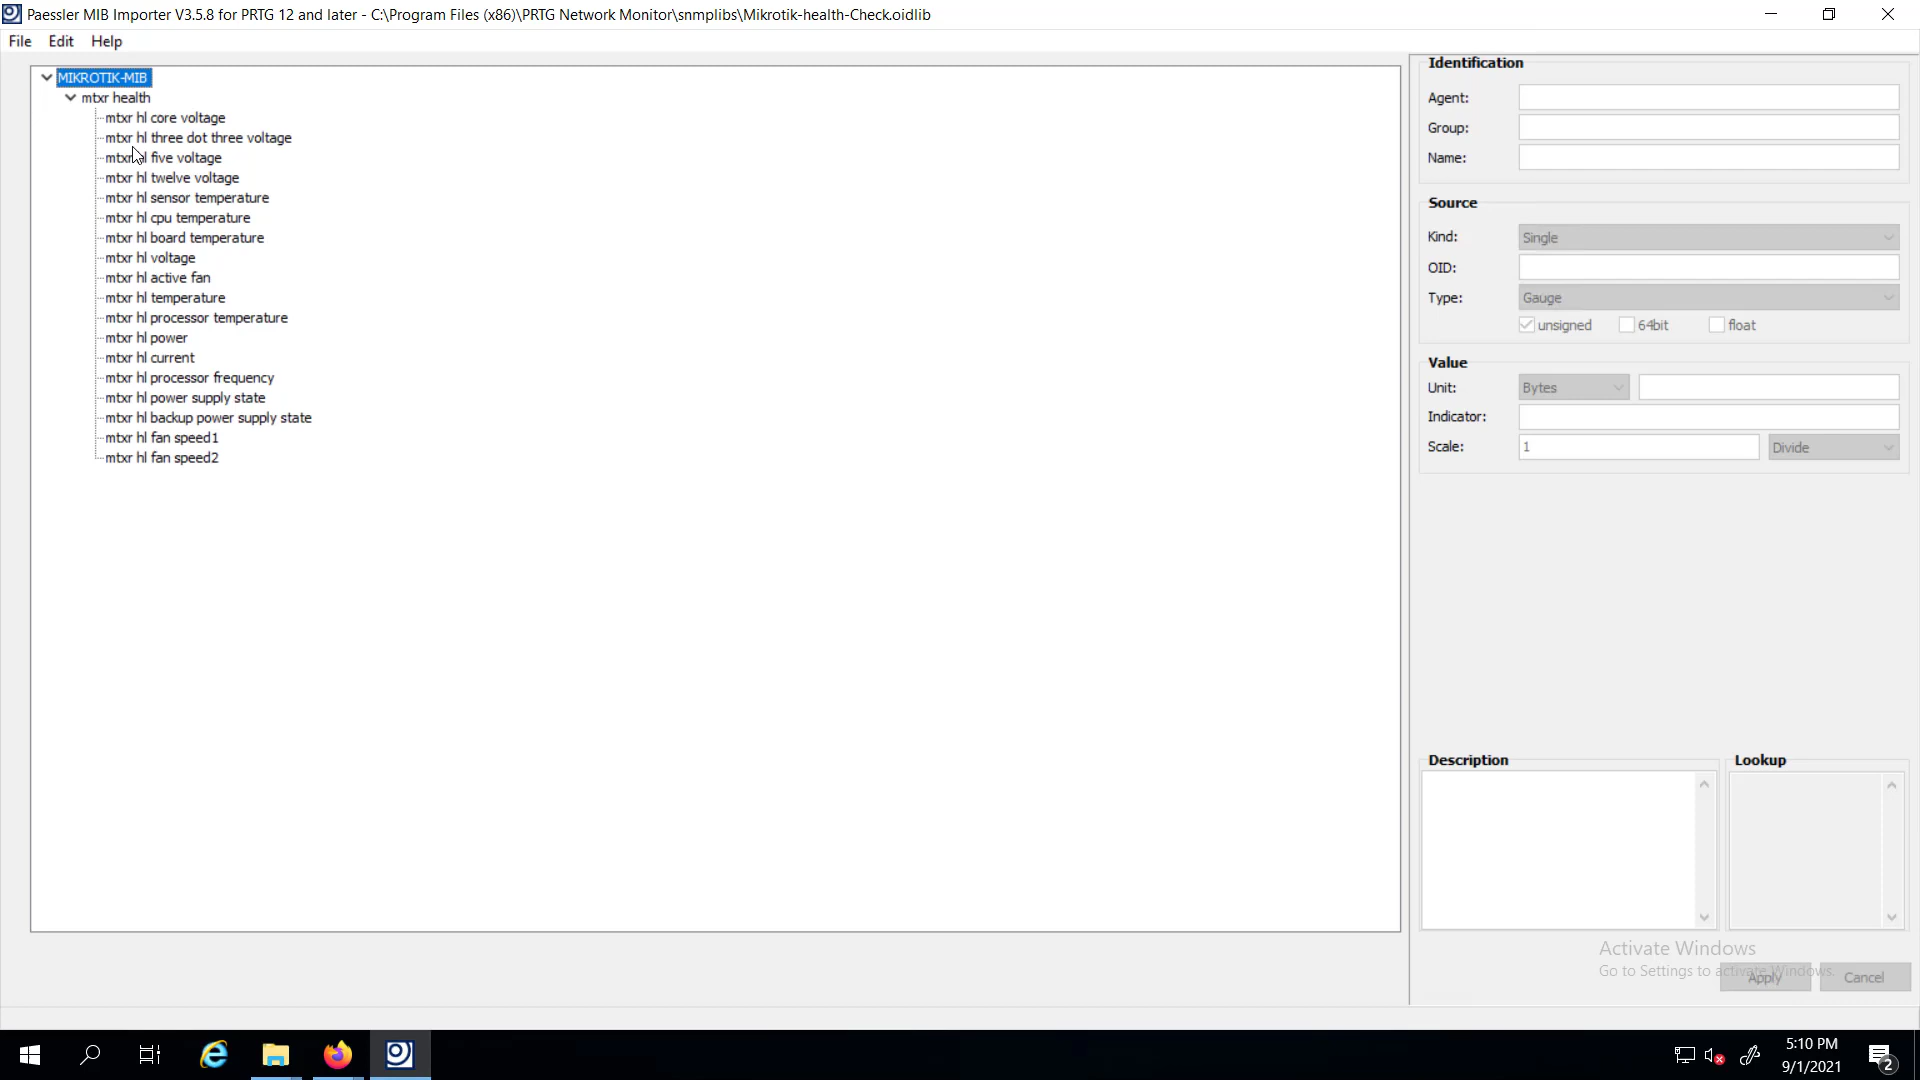 Paessler MIB Importer V3.5.8 for PRTG 12 and later - C:\Program Files (x86)\PRTG Network Monitor\snmplibs\Mikrotik-health-Check.oidlib
File Edit Help
MIKROTIK-MIB
mtxr health
mtxr hl core voltage
mtxr hl three dot three voltage
mtxr hl five voltage
mtxr hl twelve voltage
mtxr hl sensor temperature
mtxr hl cpu temperature
mtxr hl board temperature
mtxr hl voltage
mtxr hl active fan
mtxr hl temperature
mtxr hl processor temperature
mtxr hl power
mtxr hl current
mtxr hl processor frequency
mtxr hl power supply state
mtxr hl backup power supply state
mtxr hl fan speed1
mtxr hl fan speed2
Identification
Agent:
Group:
Name:
Source
Kind: Single
OID:
Type: Gauge
unsigned 64bit float
Value
Unit: Bytes
Indicator:
Scale: 1 Divide
Description Lookup
Activate Windows
Go to Settings to activate Windows.
Apply Cancel
5:10 PM
9/1/2021
2